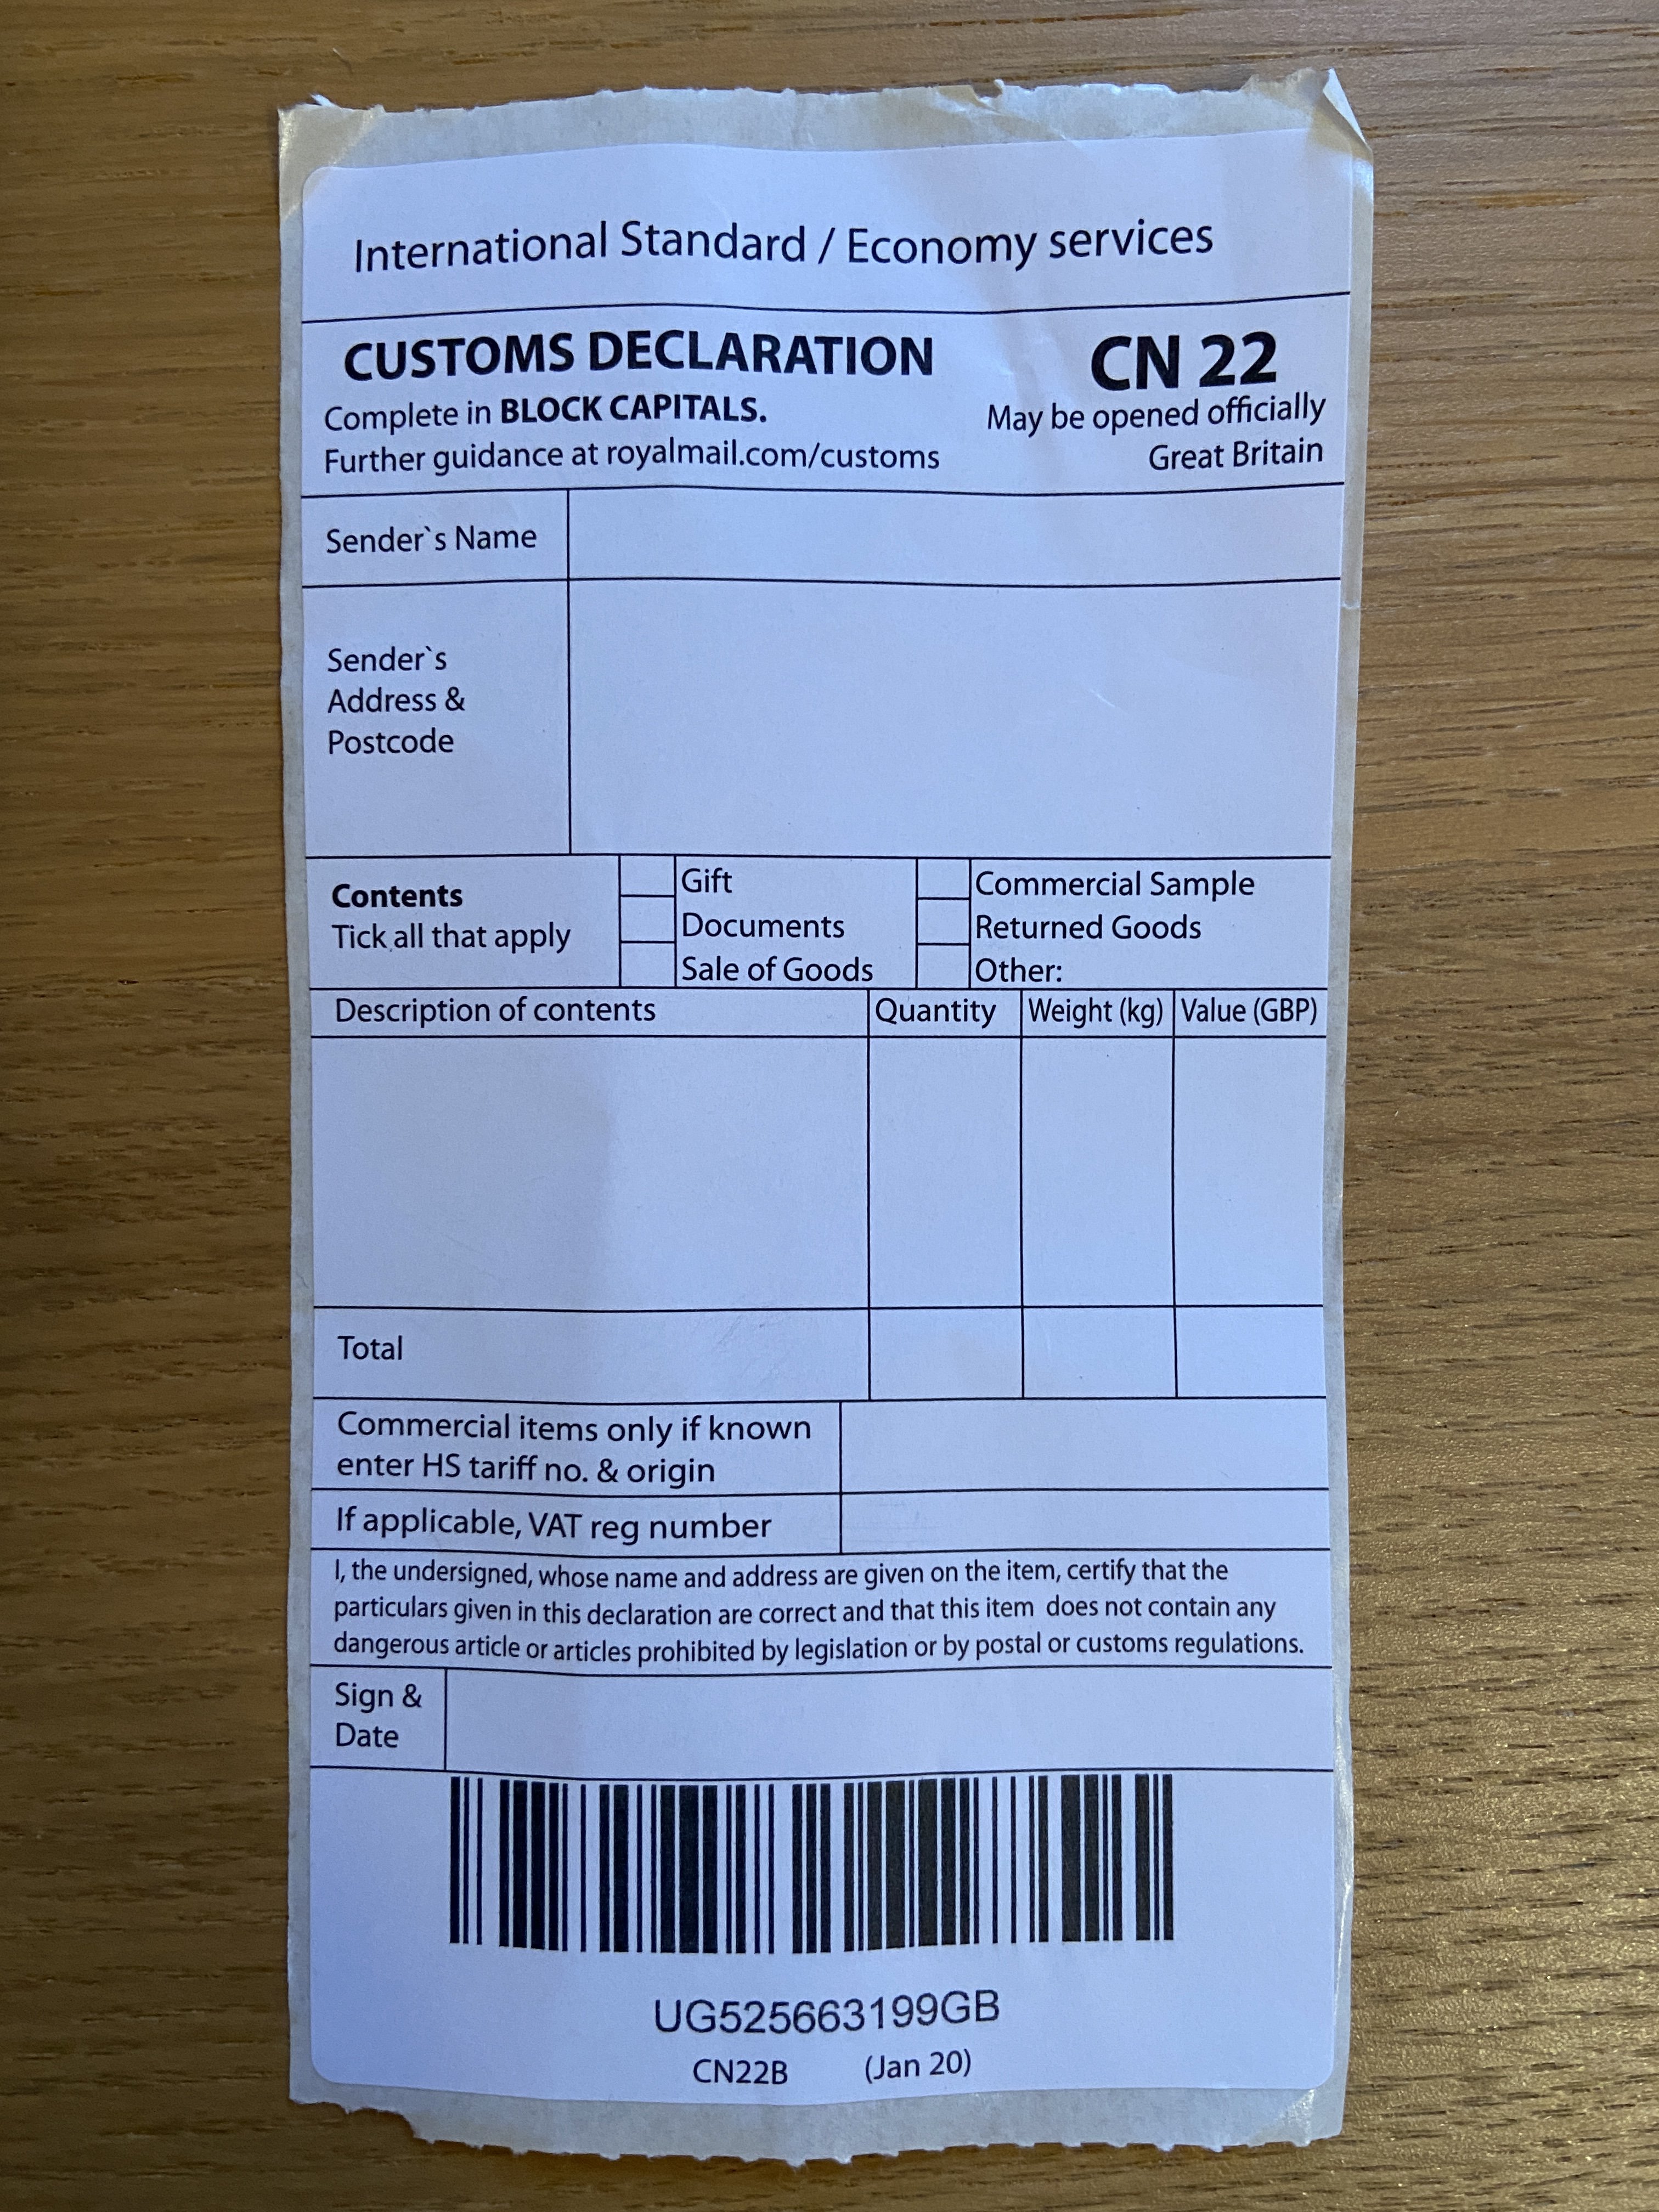 International Standard / Economy services
CUSTOMS DECLARATION
CN 22
Complete in BLOCK CAPITALS.
May be opened officially
Further guidance at royalmail.com/customs
Great Britain
Sender`s Name
Sender`s
Address &
Postcode
Contents
Tick all that apply
Gift
Documents
Sale of Goods
Commercial Sample
Returned Goods
Other:
Description of contents
Quantity
Weight (kg)
Value (GBP)
Total
Commercial items only if known
enter HS tariff no. & origin
If applicable, VAT reg number
I, the undersigned, whose name and address are given on the item, certify that the
particulars given in this declaration are correct and that this item does not contain any
dangerous article or articles prohibited by legislation or by postal or customs regulations.
Sign &
Date
UG525663199GB
CN22B (Jan 20)